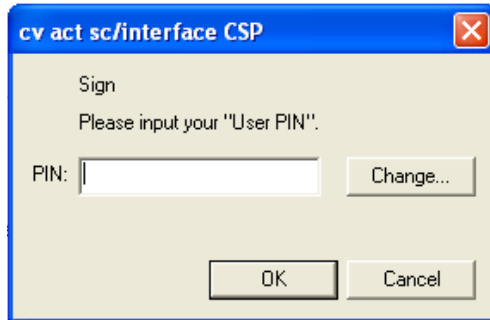 cv act sc/interface CSP
Sign
Please input your "User PIN".
PIN: Change...
OK Cancel